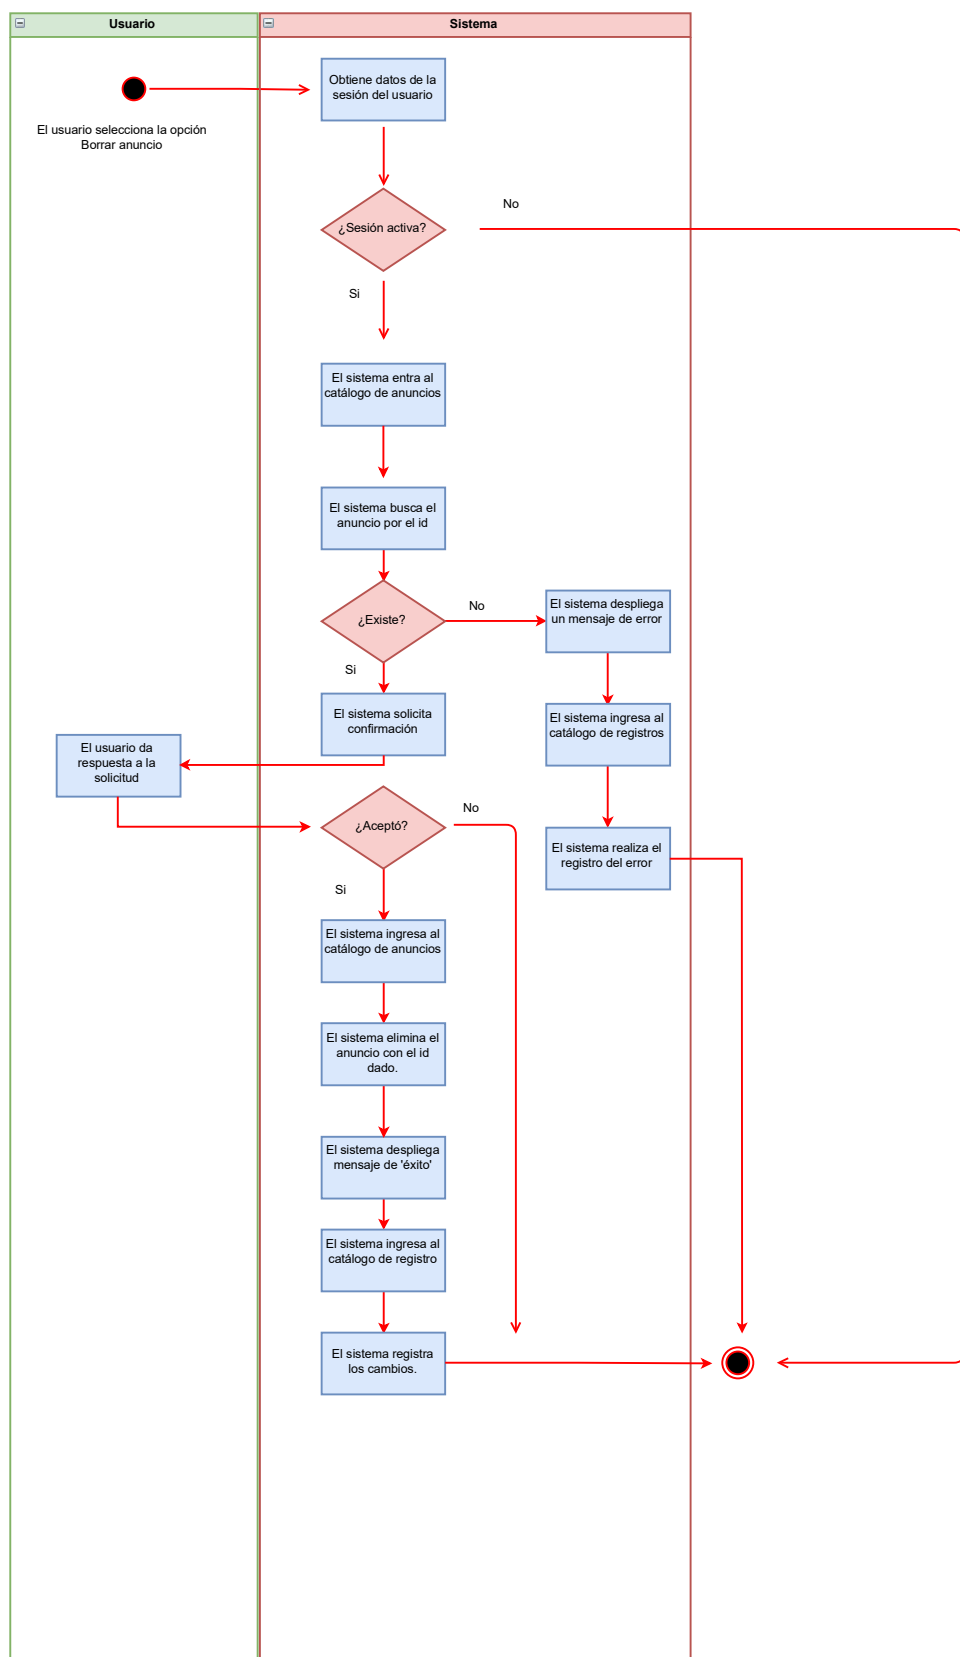 Usuario
Sistema
Obtiene datos de la
sesión del usuario
El usuario selecciona la opción
Borrar anuncio
¿Sesión activa?
No
Si
El sistema entra al
catálogo de anuncios
El sistema busca el
anuncio por el id
¿Existe?
No
El sistema despliega
un mensaje de error
Si
El sistema solicita
confirmación
El sistema ingresa al
catálogo de registros
El usuario da
respuesta a la
solicitud
¿Aceptó?
No
El sistema realiza el
registro del error
Si
El sistema ingresa al
catálogo de anuncios
El sistema elimina el
anuncio con el id
dado.
El sistema despliega
mensaje de 'éxito'
El sistema ingresa al
catálogo de registro
El sistema registra
los cambios.